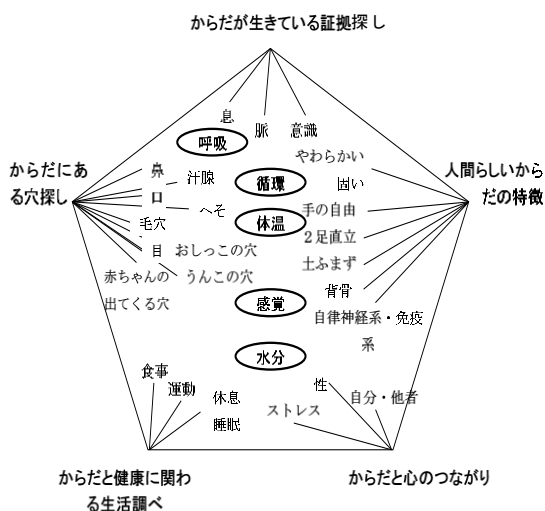 からだが生きている証拠探し
息
脈
意識
呼吸
やわらかい
からだにあ
る穴探し
鼻
汗腺
循環
固い
人間らしいから
だの特徴
口
へそ
手の自由
毛穴
体温
２足直立
目
おしっこの穴
土ふまず
赤ちゃんの
出てくる穴
うんこの穴
背骨
感覚
自律神経系・免疫
系
水分
食事
運動
休息
睡眠
性
ストレス
自分・他者
からだと健康に関わ
る生活調べ
からだと心のつながり